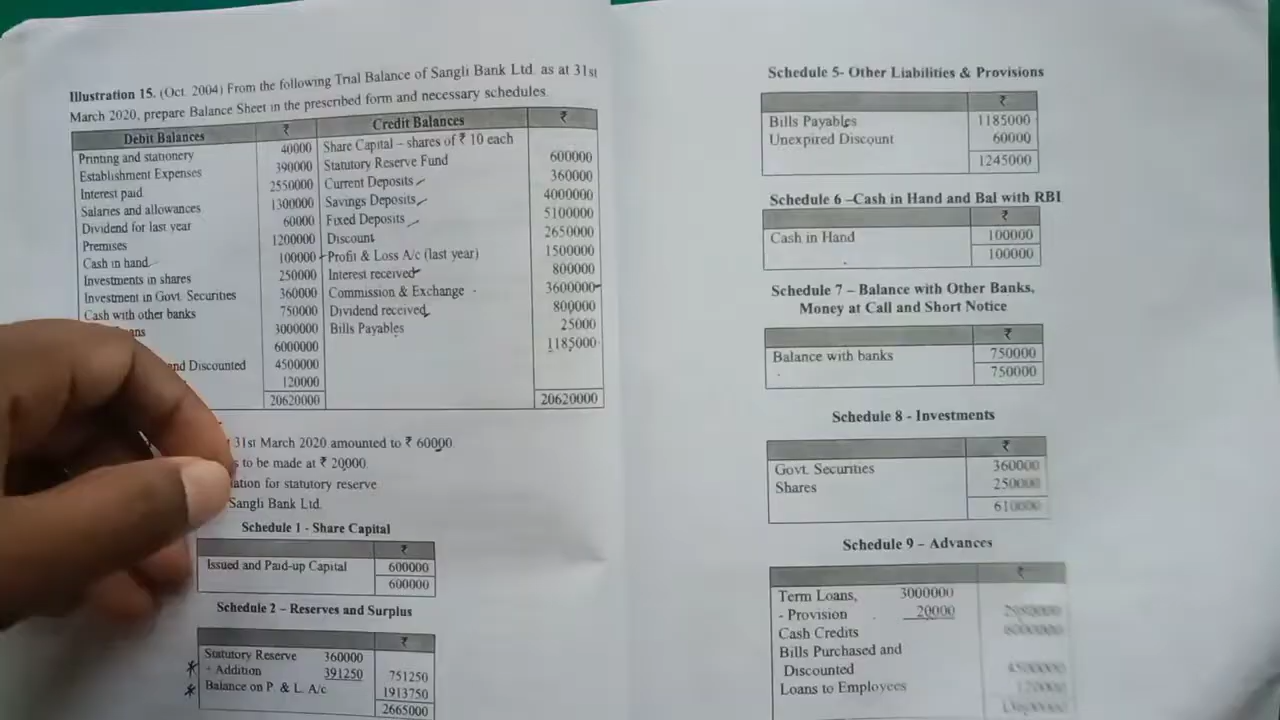 Illustration 15. (Oct. 2004) From the following Trial Balance of Sangli Bank Ltd. as at 31st
March 2020, prepare Balance Sheet in the prescribed form and necessary schedules.
Debit Balances ₹ Credit Balances ₹
Printing and stationery 40000 Share Capital – shares of ₹ 10 each 600000
Establishment Expenses 390000 Statutory Reserve Fund 360000
Interest paid 2550000 Current Deposits 4000000
Salaries and allowances 1300000 Savings Deposits 5100000
Dividend for last year 60000 Fixed Deposits 2650000
Premises 1200000 Discount 1500000
Cash in hand 100000 Profit & Loss A/c (last year) 800000
Investments in shares 250000 Interest received 3600000
Investment in Govt. Securities 360000 Commission & Exchange 800000
Cash with other banks 750000 Dividend received 25000
3000000 Bills Payables 1185000
6000000
and Discounted 4500000
120000
20620000 20620000
31st March 2020 amounted to ₹ 60000.
to be made at ₹ 20000.
for statutory reserve
Sangli Bank Ltd.
Schedule 1 - Share Capital
₹
Issued and Paid-up Capital 600000
600000
Schedule 2 – Reserves and Surplus
₹
Statutory Reserve 360000
* + Addition 391250 751250
* Balance on P. & L. A/c 1913750
2665000
Schedule 5- Other Liabilities & Provisions
₹
Bills Payables 1185000
Unexpired Discount 60000
1245000
Schedule 6 –Cash in Hand and Bal with RBI
₹
Cash in Hand 100000
100000
Schedule 7 – Balance with Other Banks,
Money at Call and Short Notice
₹
Balance with banks 750000
750000
Schedule 8 - Investments
₹
Govt. Securities 360000
Shares 250000
610000
Schedule 9 – Advances
₹
Term Loans, 3000000
- Provision 20000 2980000
Cash Credits 6000000
Bills Purchased and
Discounted 4500000
Loans to Employees 120000